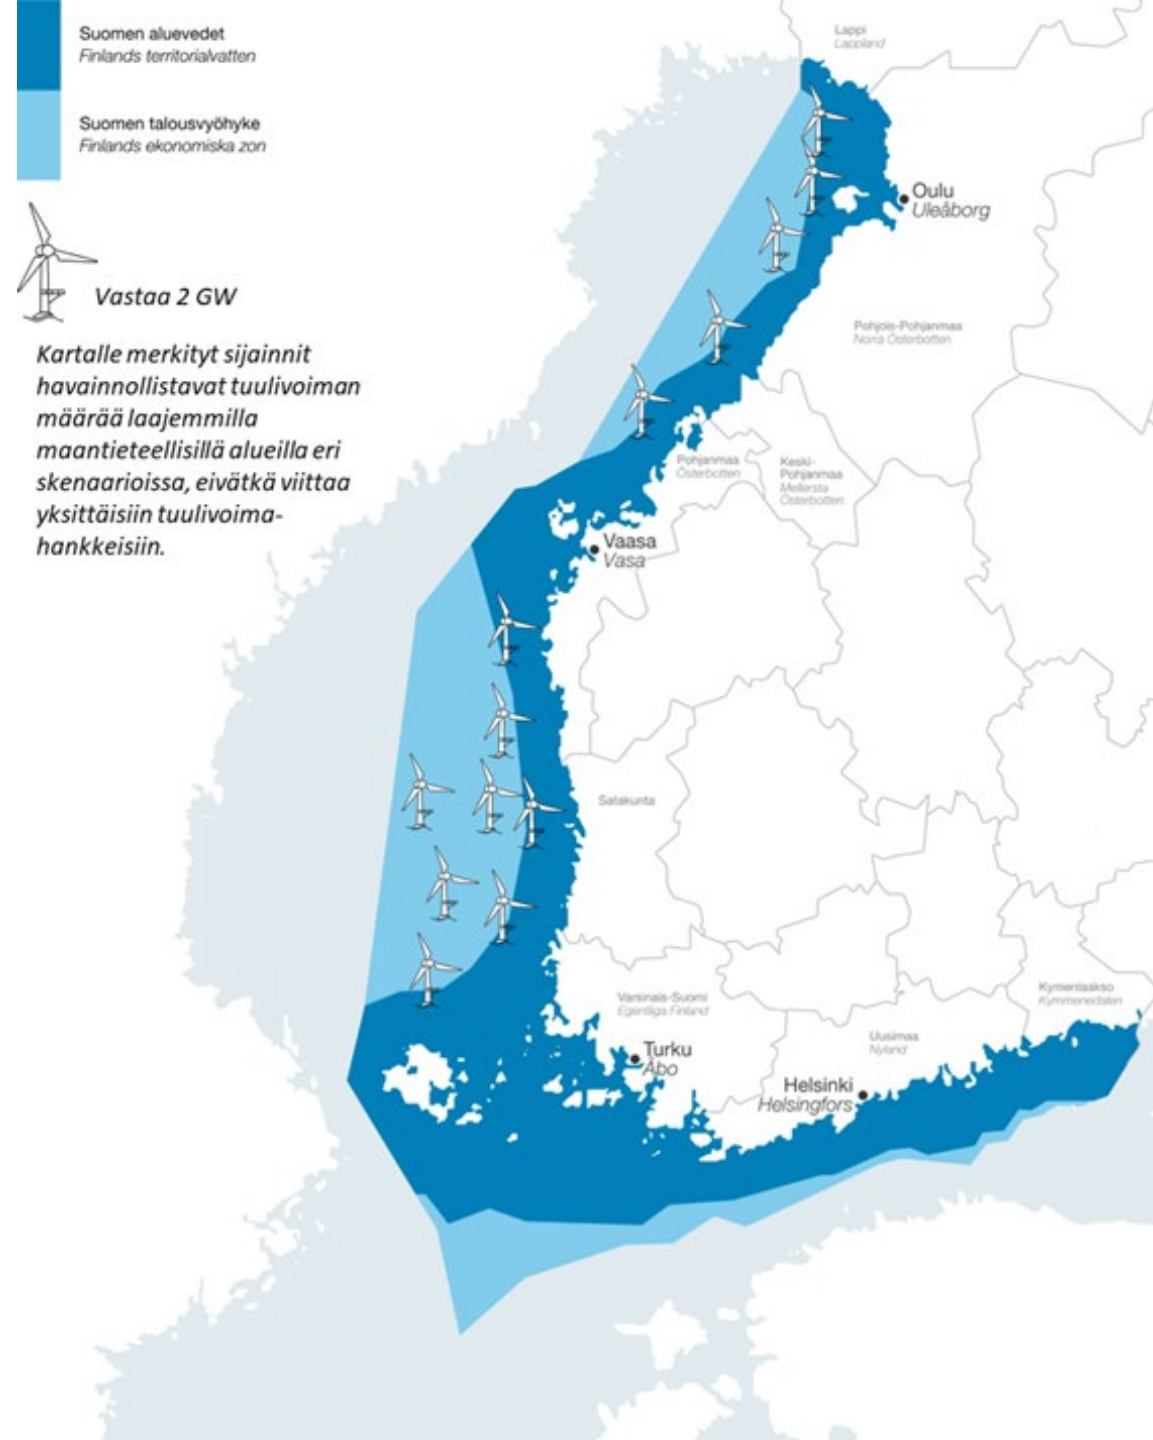 Suomen aluevedet
Finlands territorialvatten
Suomen talousvyöhyke
Finlands ekonomiska zon
Vastaa 2 GW
Kartalle merkityt sijainnit
havainnollistavat tuulivoiman
määrää laajemmilla
maantieteellisillä alueilla eri
skenaarioissa, eivätkä viittaa
yksittäisiin tuulivoima-
hankkeisiin.
Lappi
Lappland
Oulu
Uleåborg
Pohjois-Pohjanmaa
Norra Österbotten
Pohjanmaa
Österbotten
Keski-
Pohjanmaa
Mellersta
Österbotten
Vaasa
Vasa
Satakunta
Varsinais-Suomi
Egentliga Finland
Turku
Åbo
Uusimaa
Nyland
Kymenlaakso
Kymmenedalen
Helsinki
Helsingfors